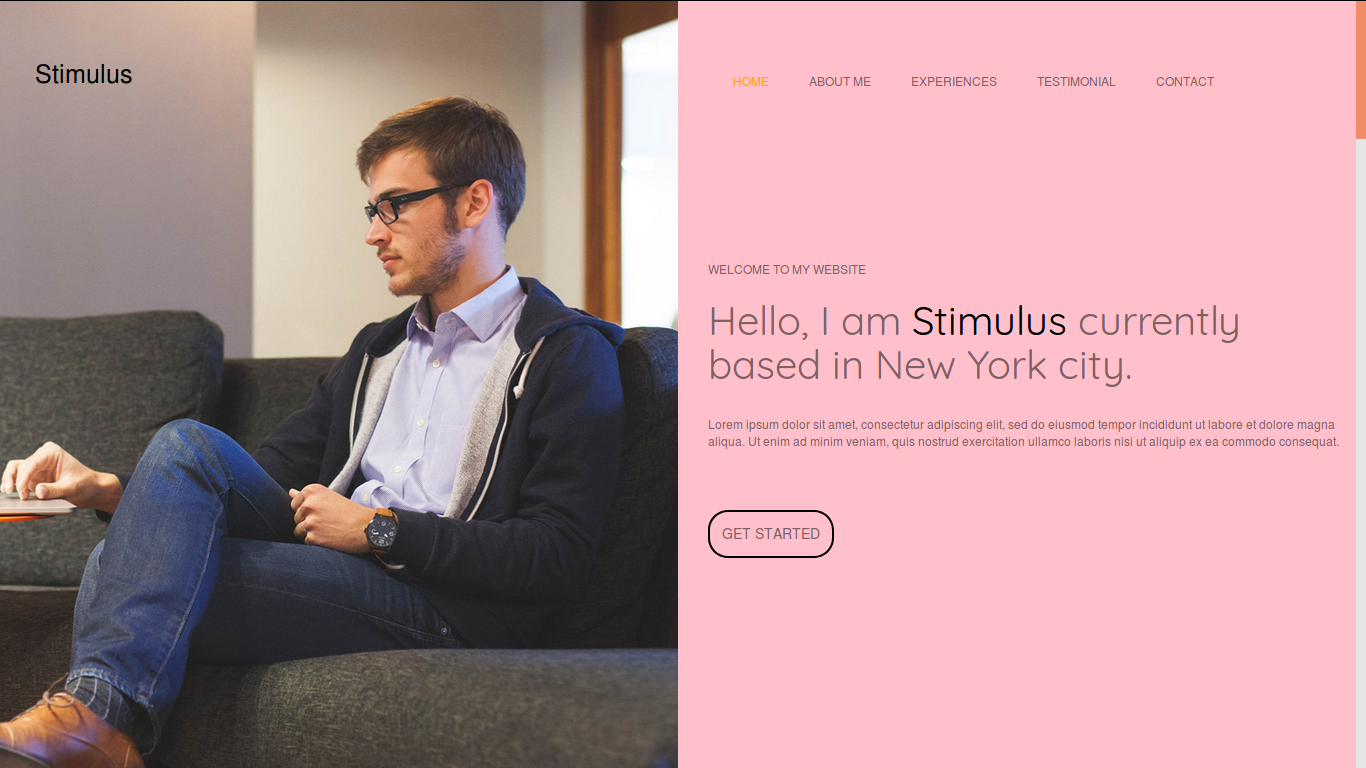 Stimulus
HOME
ABOUT ME
EXPERIENCES
TESTIMONIAL
CONTACT
WELCOME TO MY WEBSITE
Hello, I am Stimulus currently
based in New York city.
Lorem ipsum dolor sit amet, consectetur adipiscing elit, sed do eiusmod tempor incididunt ut labore et dolore magna
aliqua. Ut enim ad minim veniam, quis nostrud exercitation ullamco laboris nisi ut aliquip ex ea commodo consequat.
GET STARTED